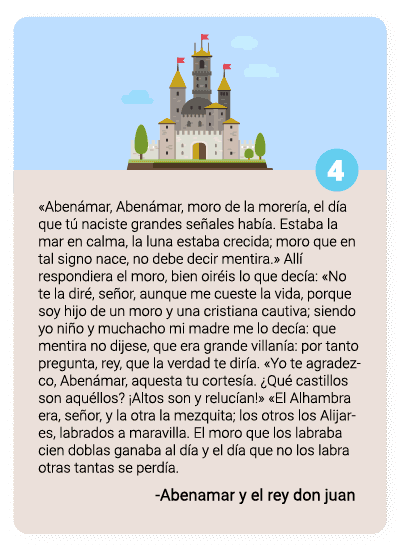 4
«Abenámar, Abenámar, moro de la morería, el día
que tú naciste grandes señales había. Estaba la
mar en calma, la luna estaba crecida; moro que en
tal signo nace, no debe decir mentira.» Allí
respondiera el moro, bien oiréis lo que decía: «No
te la diré, señor, aunque me cueste la vida, porque
soy hijo de un moro y una cristiana cautiva; siendo
yo niño y muchacho mi madre me lo decía: que
mentira no dijese, que era grande villanía: por tanto
pregunta, rey, que la verdad te diría. «Yo te agradez-
co, Abenámar, aquesta tu cortesía. ¿Qué castillos
son aquéllos? ¡Altos son y relucían!» «El Alhambra
era, señor, y la otra la mezquita; los otros los Alijar-
es, labrados a maravilla. El moro que los labraba
cien doblas ganaba al día y el día que no los labra
otras tantas se perdía.
-Abenamar y el rey don juan